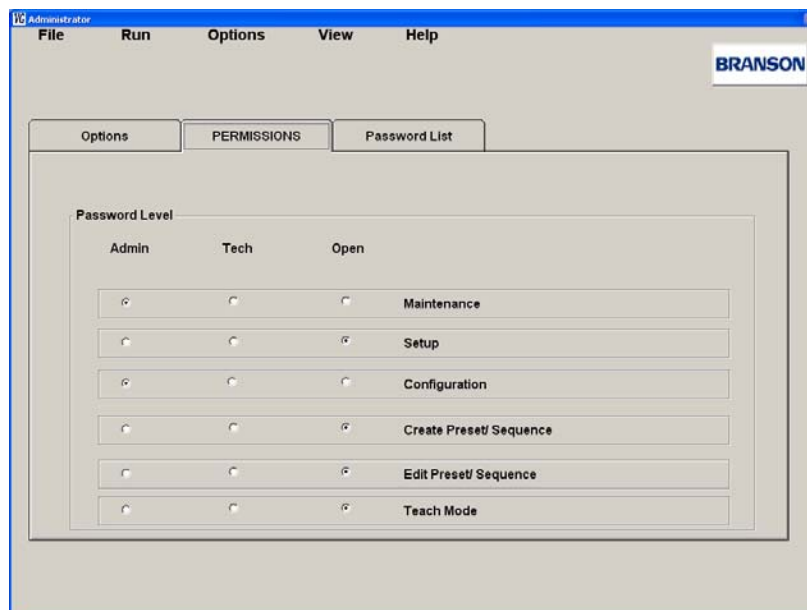 VG Administrator
File Run Options View Help
BRANSON
Options PERMISSIONS Password List
Password Level
Admin Tech Open
Maintenance
Setup
Configuration
Create Preset/ Sequence
Edit Preset/ Sequence
Teach Mode